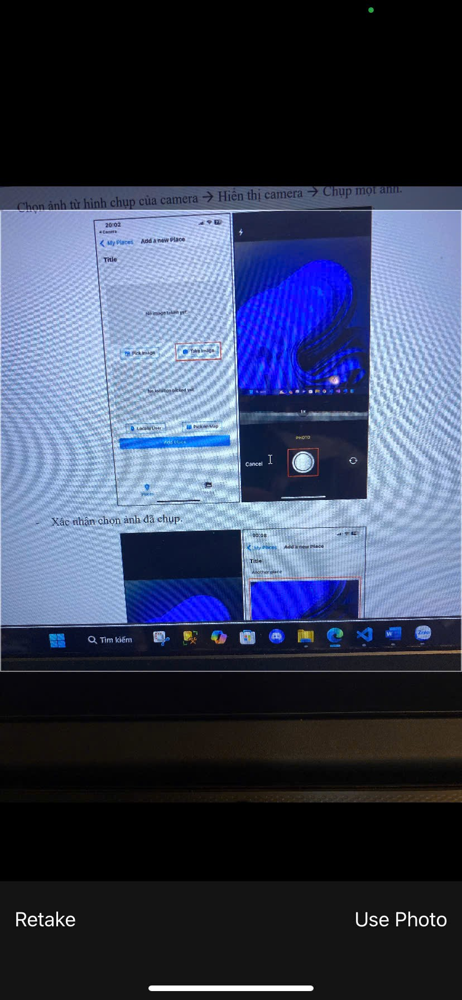 Chọn ảnh từ hình chụp của camera → Hiển thị camera → Chụp một ảnh.
20:02
77
Camera
My Places
Add a new Place
Title
No image taken yet.
Pick Image
Take Image
No location picked yet.
Locate User
Pick on Map
Add Place
Places
1×
PHOTO
Cancel
- Xác nhận chọn ảnh đã chụp.
20:08
My Places
Add a new Place
Title
Another place
Tìm kiếm
W
Zalo
Retake
Use Photo